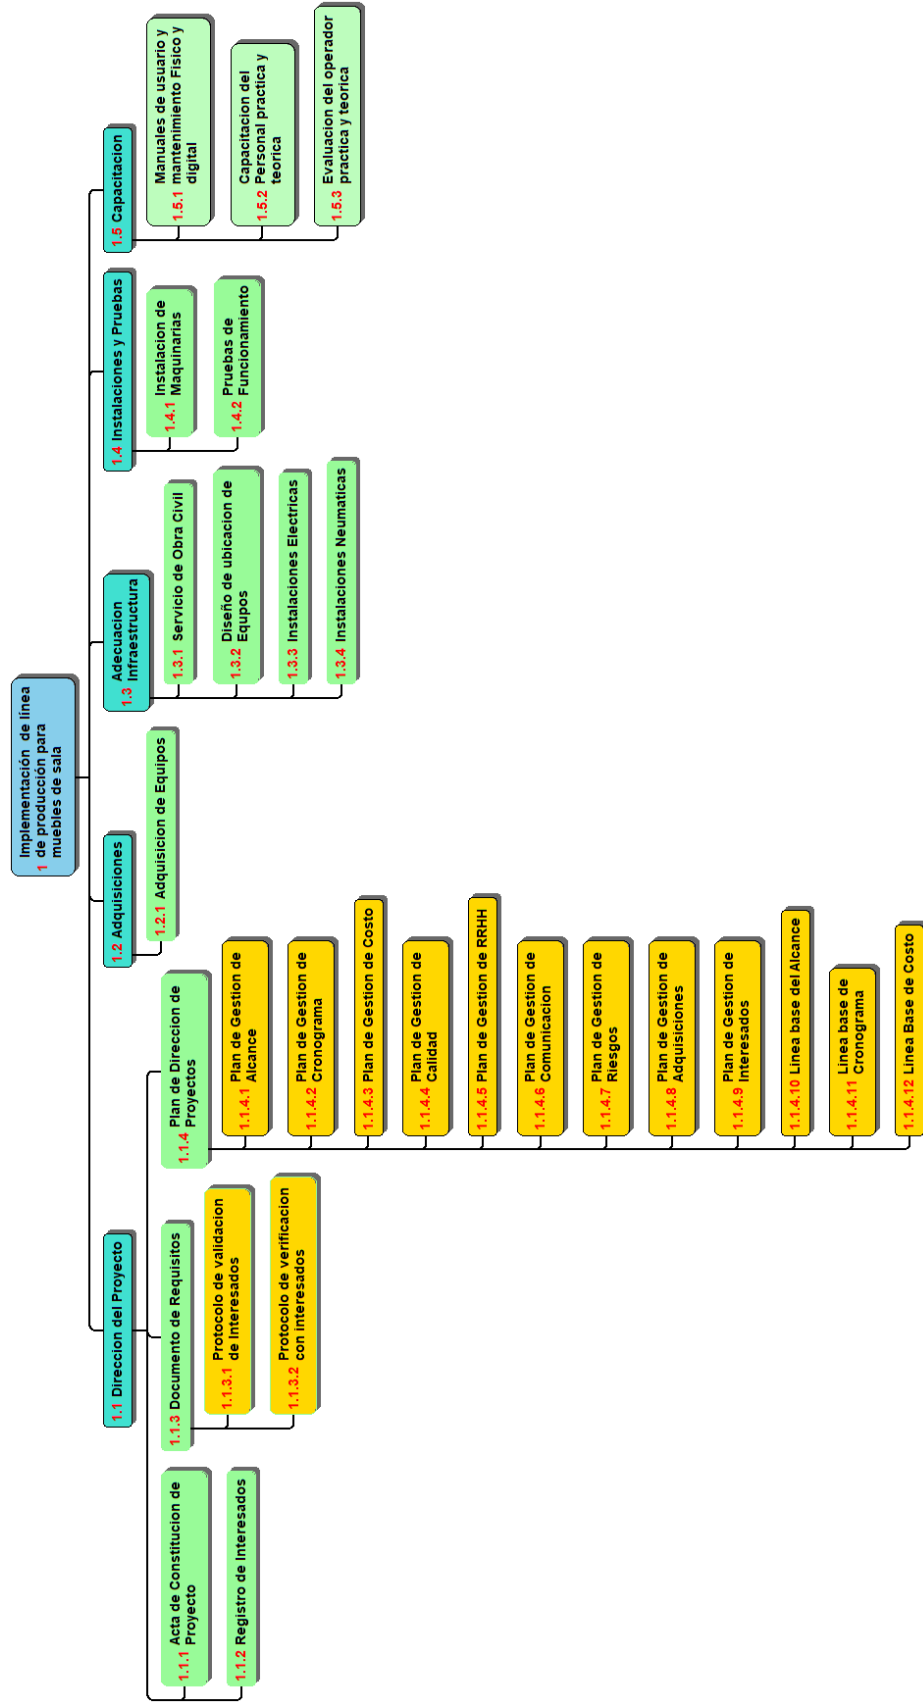 1 Implementación de linea
de producción para
muebles de sala
1.1 Direccion del Proyecto
1.1.1 Acta de Constitucion de
Proyecto
1.1.2 Registro de Interesados
1.1.3 Documento de Requisitos
1.1.3.1 Protocolo de validacion
de Interesados
1.1.3.2 Protocolo de verificacion
con interesados
1.1.4 Plan de Direccion de
Proyectos
1.1.4.1 Plan de Gestion de
Alcance
1.1.4.2 Plan de Gestion de
Cronograma
1.1.4.3 Plan de Gestion de Costo
1.1.4.4 Plan de Gestion de
Calidad
1.1.4.5 Plan de Gestion de RRHH
1.1.4.6 Plan de Gestion de
Comunicacion
1.1.4.7 Plan de Gestion de
Riesgos
1.1.4.8 Plan de Gestion de
Adquisiciones
1.1.4.9 Plan de Gestion de
Interesados
1.1.4.10 Linea base del Alcance
1.1.4.11 Linea base de
Cronograma
1.1.4.12 Linea Base de Costo
1.2 Adquisiciones
1.2.1 Adquisicion de Equipos
1.3 Adecuacion
Infraestructura
1.3.1 Servicio de Obra Civil
1.3.2 Diseño de ubicacion de
Equpos
1.3.3 Instalaciones Electricas
1.3.4 Instalaciones Neumaticas
1.4 Instalaciones y Pruebas
1.4.1 Instalacion de
Maquinarias
1.4.2 Pruebas de
Funcionamiento
1.5 Capacitacion
1.5.1 Manuales de usuario y
mantenimiento Fisico y
digital
1.5.2 Capacitacion del
Personal practica y
teorica
1.5.3 Evaluacion del operador
practica y teorica